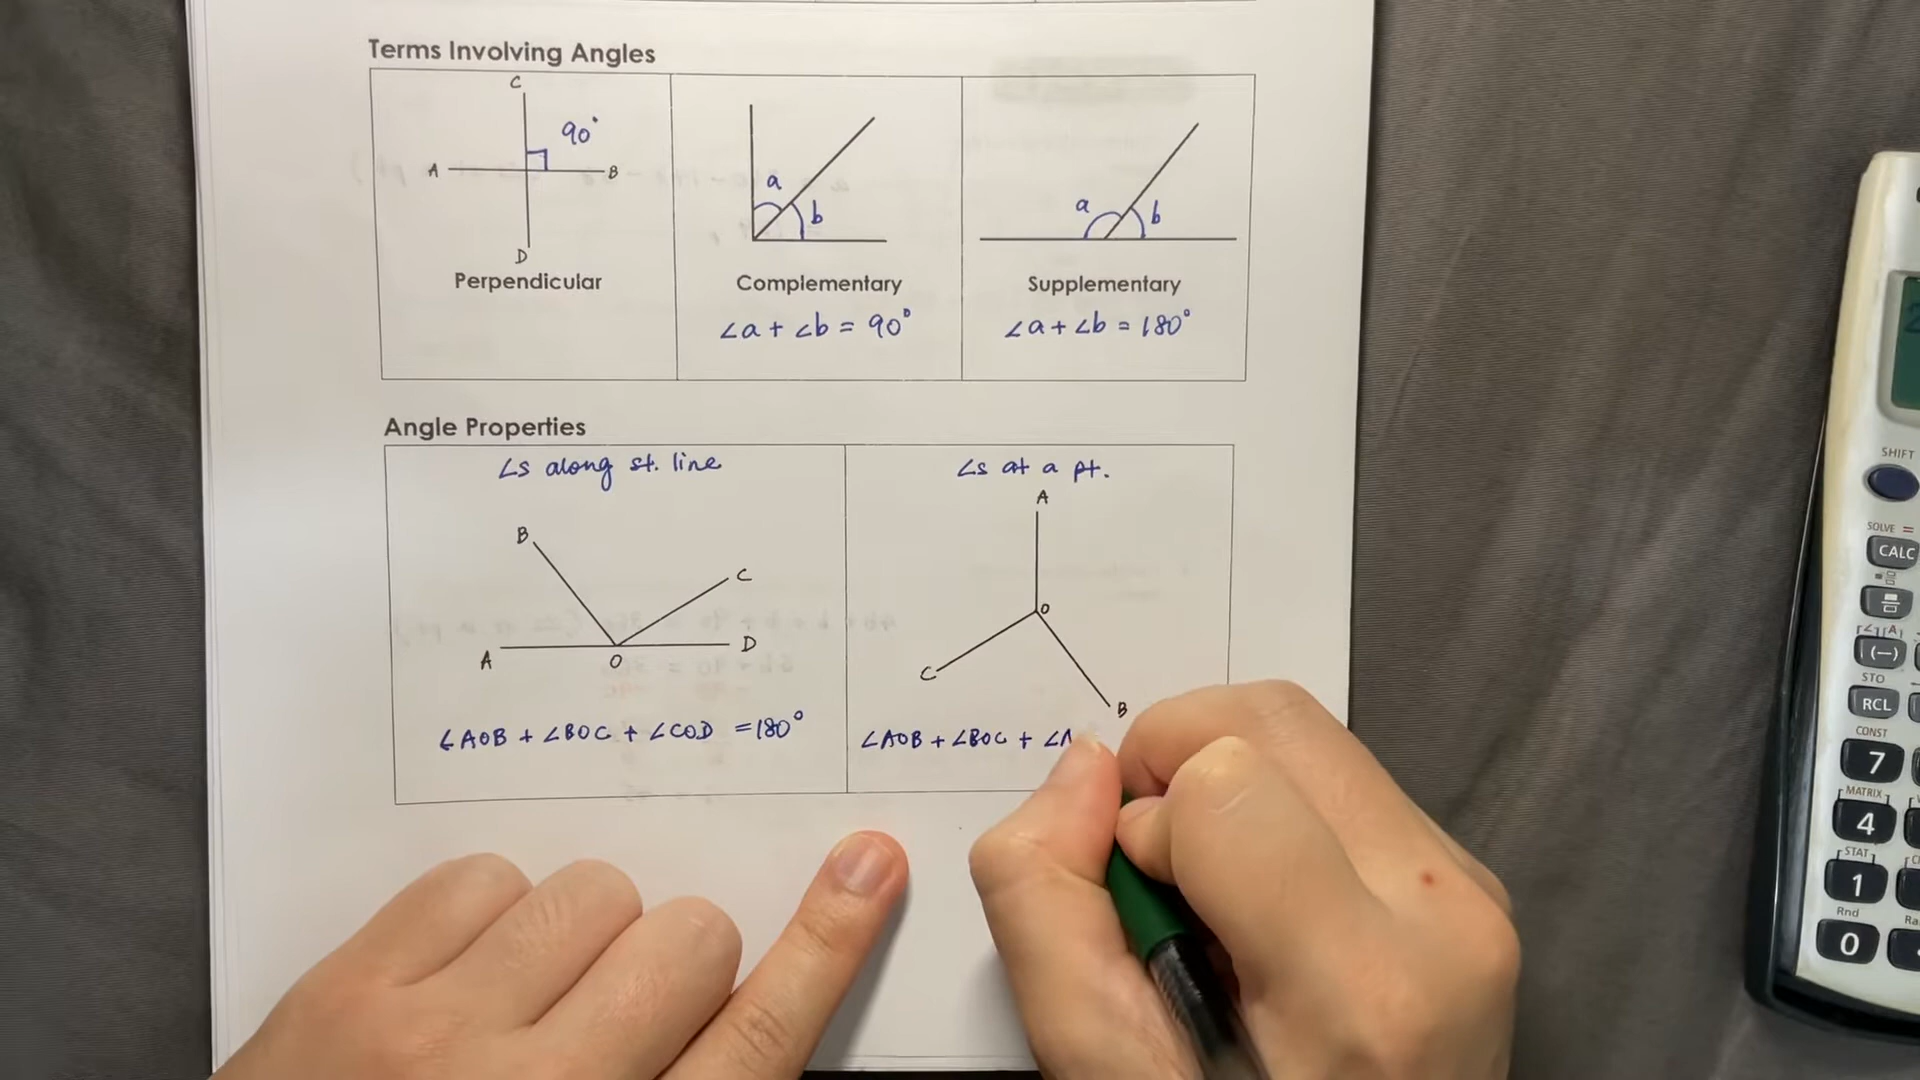 Terms Involving Angles
C
90°
A
B
D
Perpendicular
a
b
Complementary
∠a + ∠b = 90°
a
b
Supplementary
∠a + ∠b = 180°
Angle Properties
∠s along st. line
B
C
A
O
D
∠AOB + ∠BOC + ∠COD = 180°
∠s at a pt.
A
O
C
B
∠AOB + ∠BOC + ∠A
SHIFT
SOLVE =
CALC
(−)
STO
RCL
CONST
7
MATRIX
4
STAT
1
Rnd
0
Ra